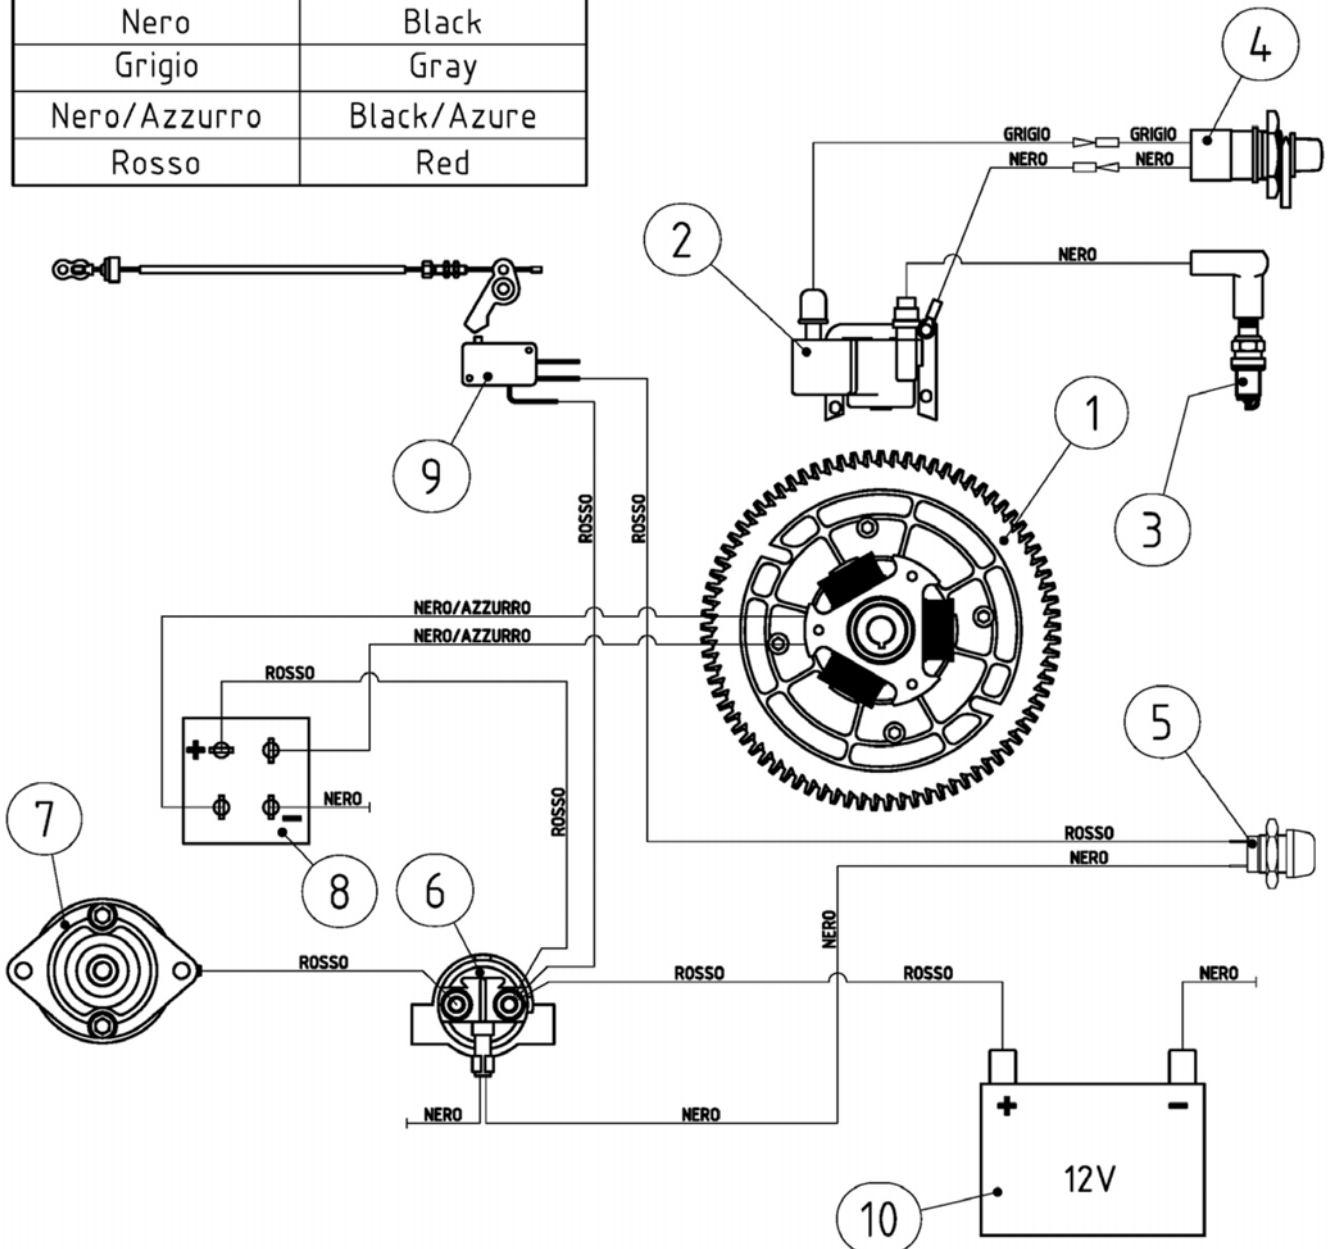 Nero Black
Grigio Gray
Nero/Azzurro Black/Azure
Rosso Red
4
GRIGIO GRIGIO
NERO NERO
2
NERO
1
9
3
ROSSO
ROSSO
NERO/AZZURRO
NERO/AZZURRO
ROSSO
5
+
7
NERO
-
ROSSO
8
6
ROSSO
NERO
NERO
ROSSO
ROSSO
ROSSO
NERO
NERO
NERO
+ -
12V
10